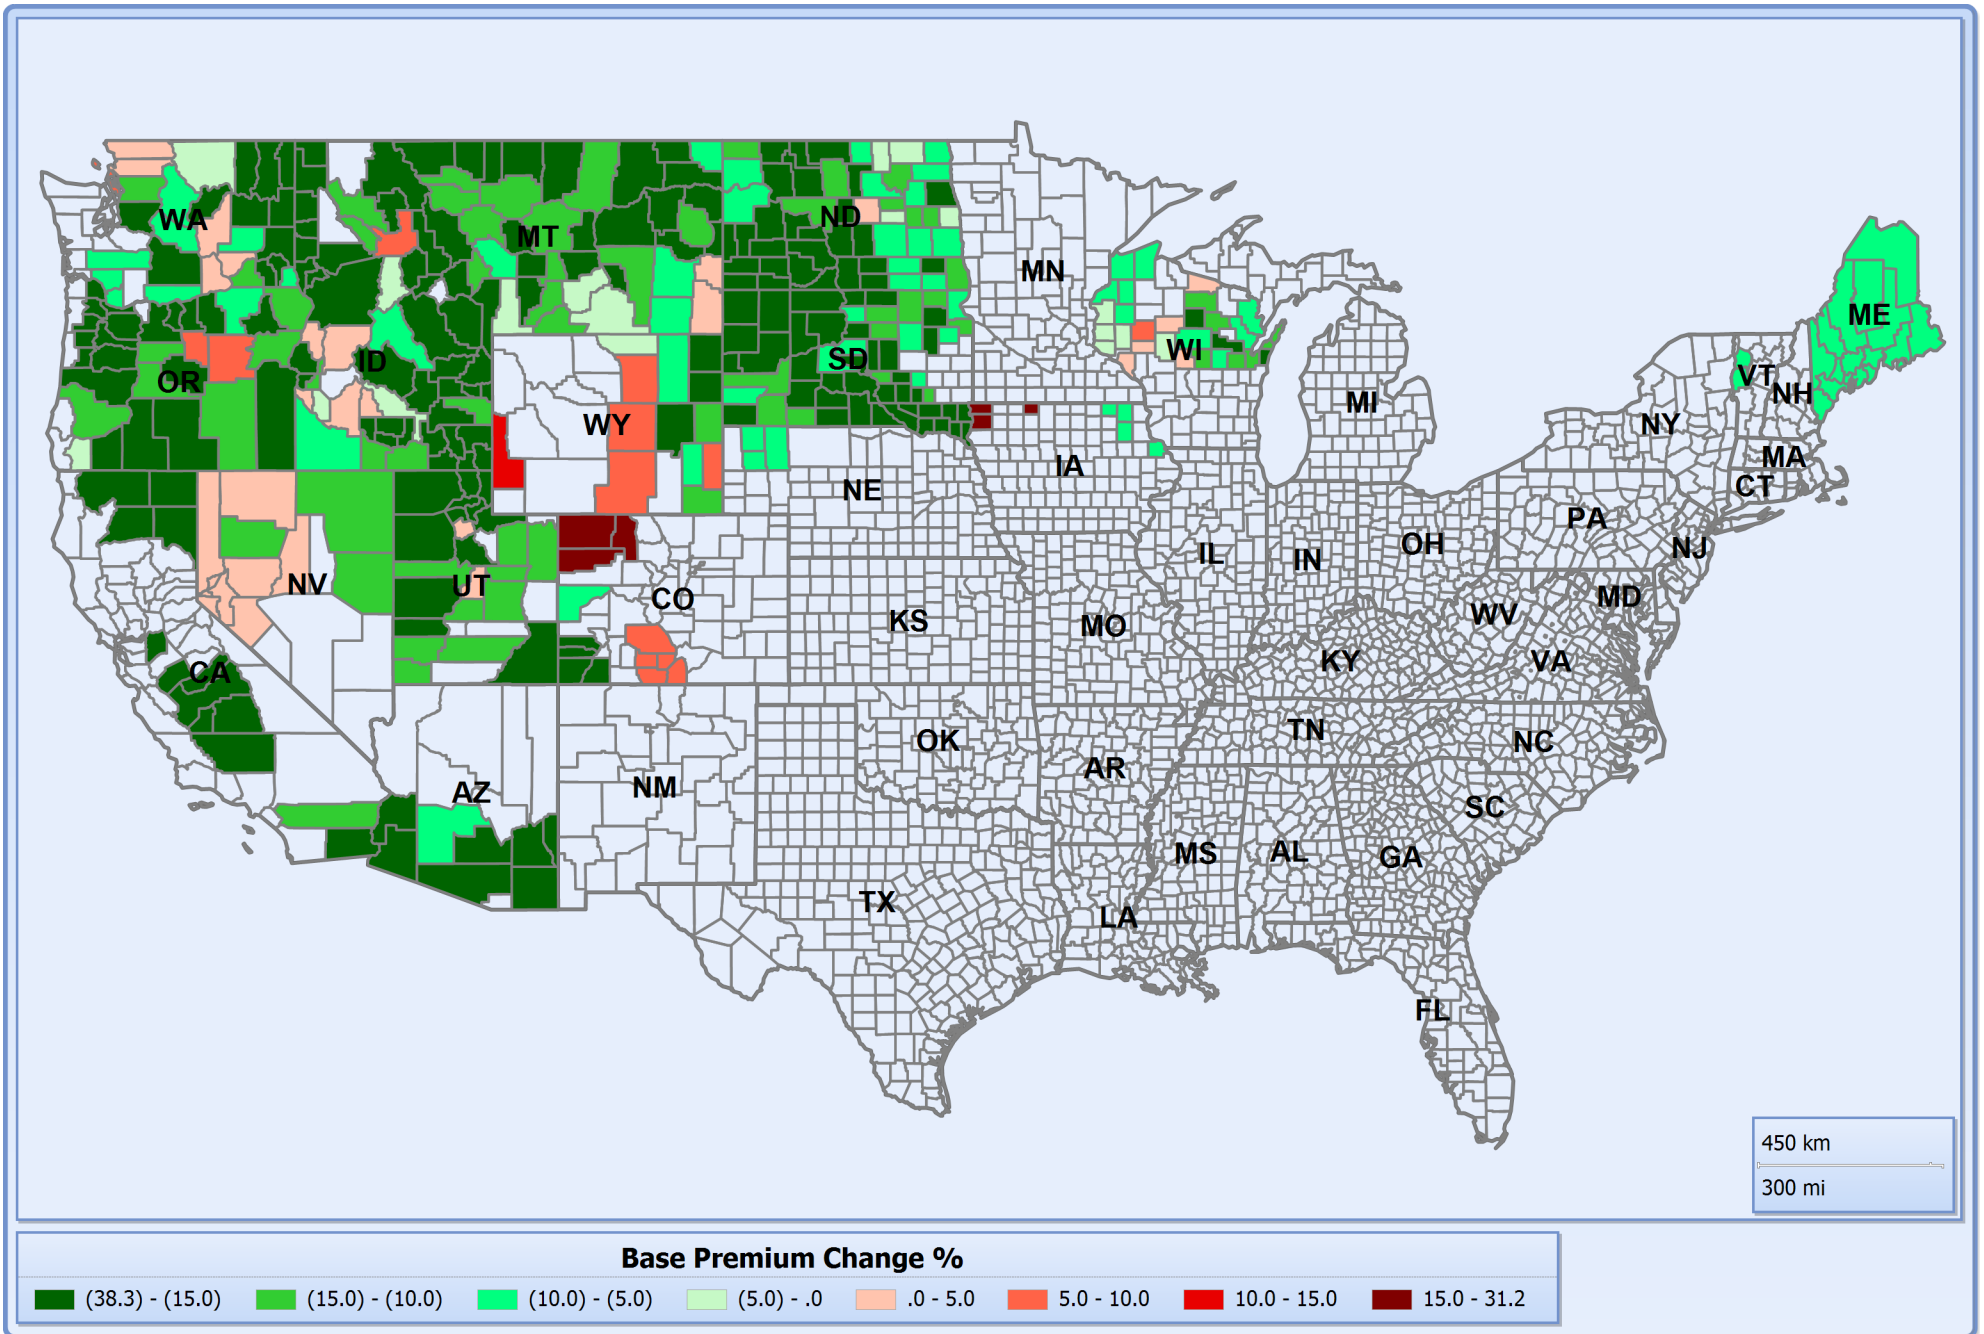 WA
ND
MT
MN
ME
WI
SD
ID
VT
OR
NH
MI
WY
NY
IA
MA
NE
CT
PA
OH
NJ
IL
IN
NV
UT
CO
MD
WV
KS
MO
KY
VA
CA
TN
OK
NC
AR
NM
AZ
SC
MS
AL
GA
TX
LA
FL
450 km
300 mi
Base Premium Change %
(38.3) - (15.0) (15.0) - (10.0) (10.0) - (5.0) (5.0) - .0 .0 - 5.0 5.0 - 10.0 10.0 - 15.0 15.0 - 31.2